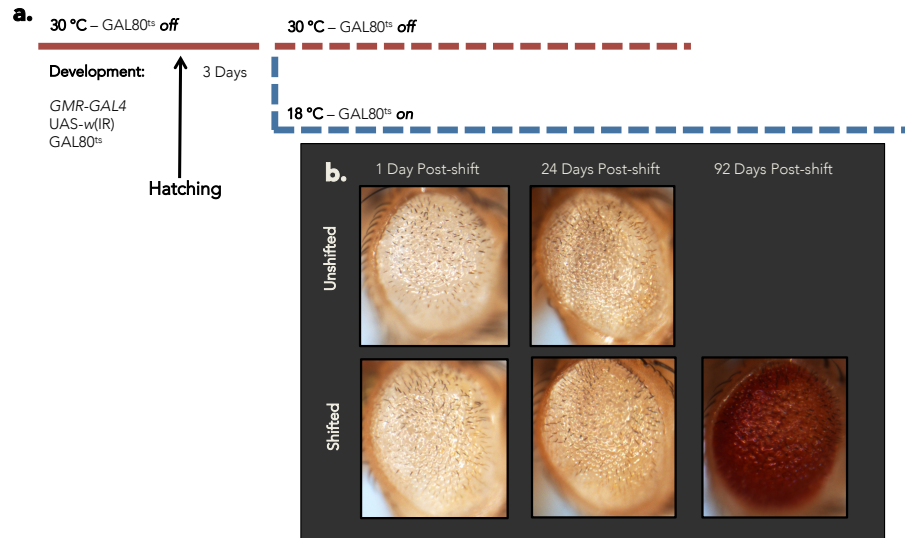 a.
30 °C – GAL80ᵗˢ off
30 °C – GAL80ᵗˢ off
Development:
3 Days
GMR-GAL4
UAS-w(IR)
GAL80ᵗˢ
18 °C – GAL80ᵗˢ on
Hatching
b.
1 Day Post-shift
24 Days Post-shift
92 Days Post-shift
Unshifted
Shifted